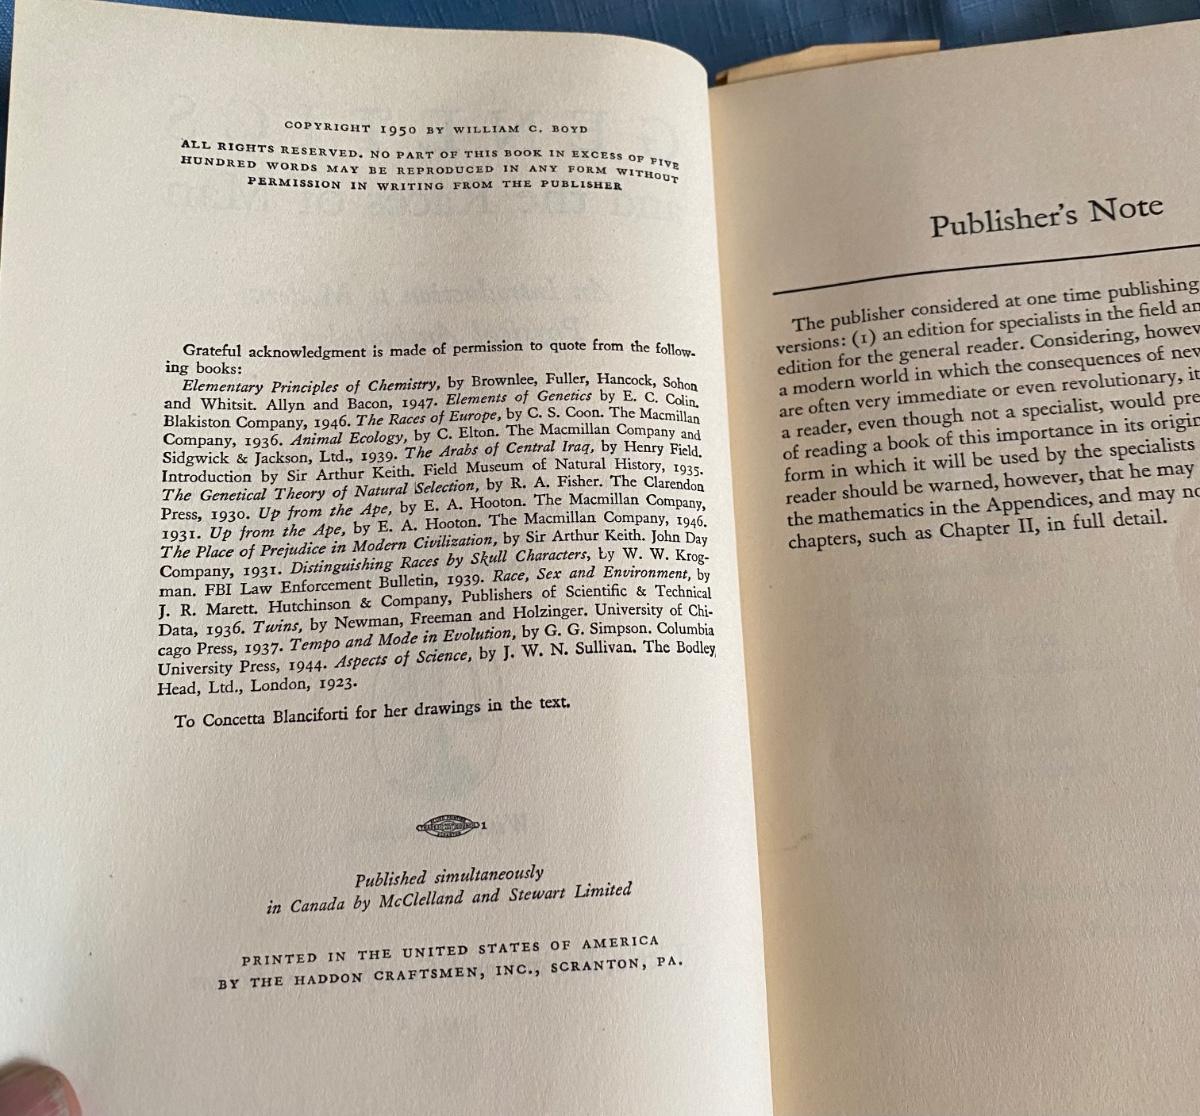 COPYRIGHT 1950 BY WILLIAM C. BOYD
ALL RIGHTS RESERVED. NO PART OF THIS BOOK IN EXCESS OF FIVE
HUNDRED WORDS MAY BE REPRODUCED IN ANY FORM WITHOUT
PERMISSION IN WRITING FROM THE PUBLISHER
Grateful acknowledgment is made of permission to quote from the follow-
ing books:
Elementary Principles of Chemistry, by Brownlee, Fuller, Hancock, Sohon
and Whitsit. Allyn and Bacon, 1947. Elements of Genetics by E. C. Colin.
Blakiston Company, 1946. The Races of Europe, by C. S. Coon. The Macmillan
Company, 1936. Animal Ecology, by C. Elton. The Macmillan Company and
Sidgwick & Jackson, Ltd., 1939. The Arabs of Central Iraq, by Henry Field.
Introduction by Sir Arthur Keith. Field Museum of Natural History, 1935.
The Genetical Theory of Natural Selection, by R. A. Fisher. The Clarendon
Press, 1930. Up from the Ape, by E. A. Hooton. The Macmillan Company,
1931. Up from the Ape, by E. A. Hooton. The Macmillan Company, 1946.
The Place of Prejudice in Modern Civilization, by Sir Arthur Keith. John Day
Company, 1931. Distinguishing Races by Skull Characters, by W. W. Krog-
man. FBI Law Enforcement Bulletin, 1939. Race, Sex and Environment, by
J. R. Marett. Hutchinson & Company, Publishers of Scientific & Technical
Data, 1936. Twins, by Newman, Freeman and Holzinger. University of Chi-
cago Press, 1937. Tempo and Mode in Evolution, by G. G. Simpson. Columbia
University Press, 1944. Aspects of Science, by J. W. N. Sullivan. The Bodley
Head, Ltd., London, 1923.
To Concetta Blanciforti for her drawings in the text.
1
Published simultaneously
in Canada by McClelland and Stewart Limited
PRINTED IN THE UNITED STATES OF AMERICA
BY THE HADDON CRAFTSMEN, INC., SCRANTON, PA.
Publisher's Note
The publisher considered at one time publishing
versions: (1) an edition for specialists in the field
edition for the general reader. Considering,
a modern world in which the consequences of
are often very immediate or even revolutionary, it
a reader, even though not a specialist, would
of reading a book of this importance in its
form in which it will be used by the specialists
reader should be warned, however, that he may
the mathematics in the Appendices, and may
chapters, such as Chapter II, in full detail.